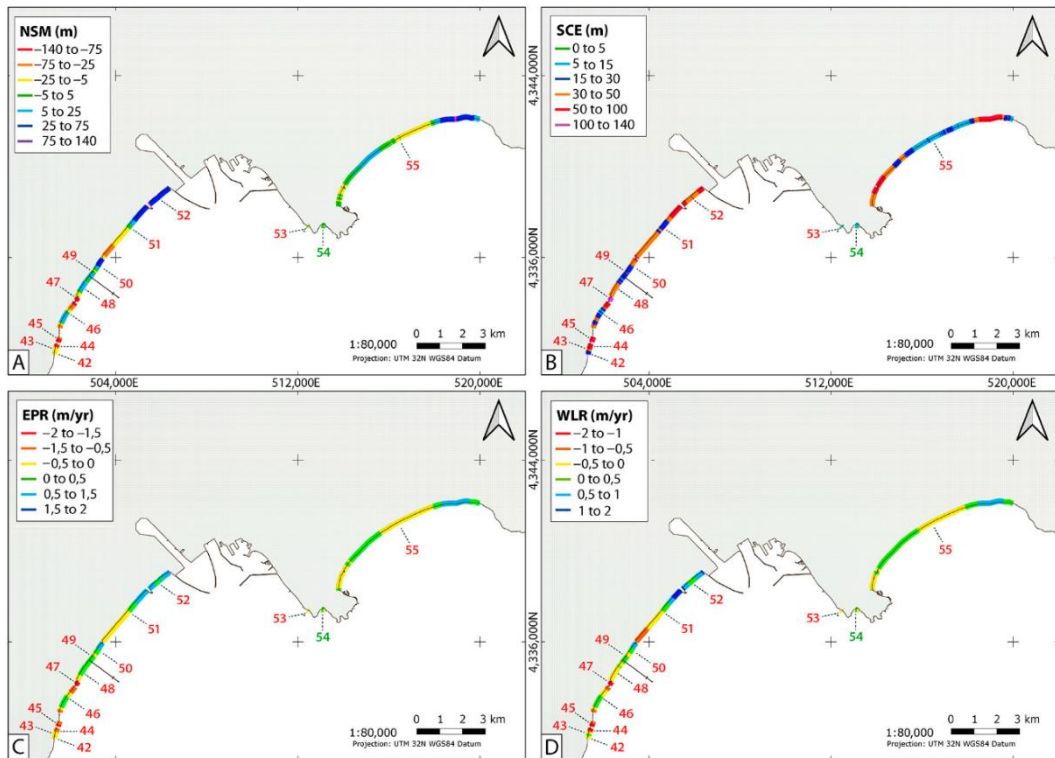 NSM (m)
−140 to −75
−75 to −25
−25 to −5
−5 to 5
5 to 25
25 to 75
75 to 140
55
52
53
54
51
49
50
47
48
46
45
43
44
42
A
0 1 2 3 km
1:80,000
Projection: UTM 32N WGS84 Datum
4,344,000N
4,336,000N
SCE (m)
0 to 5
5 to 15
15 to 30
30 to 50
50 to 100
100 to 140
55
52
53
54
51
49
50
47
48
46
45
43
44
42
B
0 1 2 3 km
1:80,000
Projection: UTM 32N WGS84 Datum
504,000E
512,000E
520,000E
504,000E
512,000E
520,000E
EPR (m/yr)
−2 to −1,5
−1,5 to −0,5
−0,5 to 0
0 to 0,5
0,5 to 1,5
1,5 to 2
55
52
53
54
51
49
50
47
48
46
45
43
44
42
C
0 1 2 3 km
1:80,000
Projection: UTM 32N WGS84 Datum
4,344,000N
4,336,000N
WLR (m/yr)
−2 to −1
−1 to −0,5
−0,5 to 0
0 to 0,5
0,5 to 1
1 to 2
55
52
53
54
51
49
50
47
48
46
45
43
44
42
D
0 1 2 3 km
1:80,000
Projection: UTM 32N WGS84 Datum